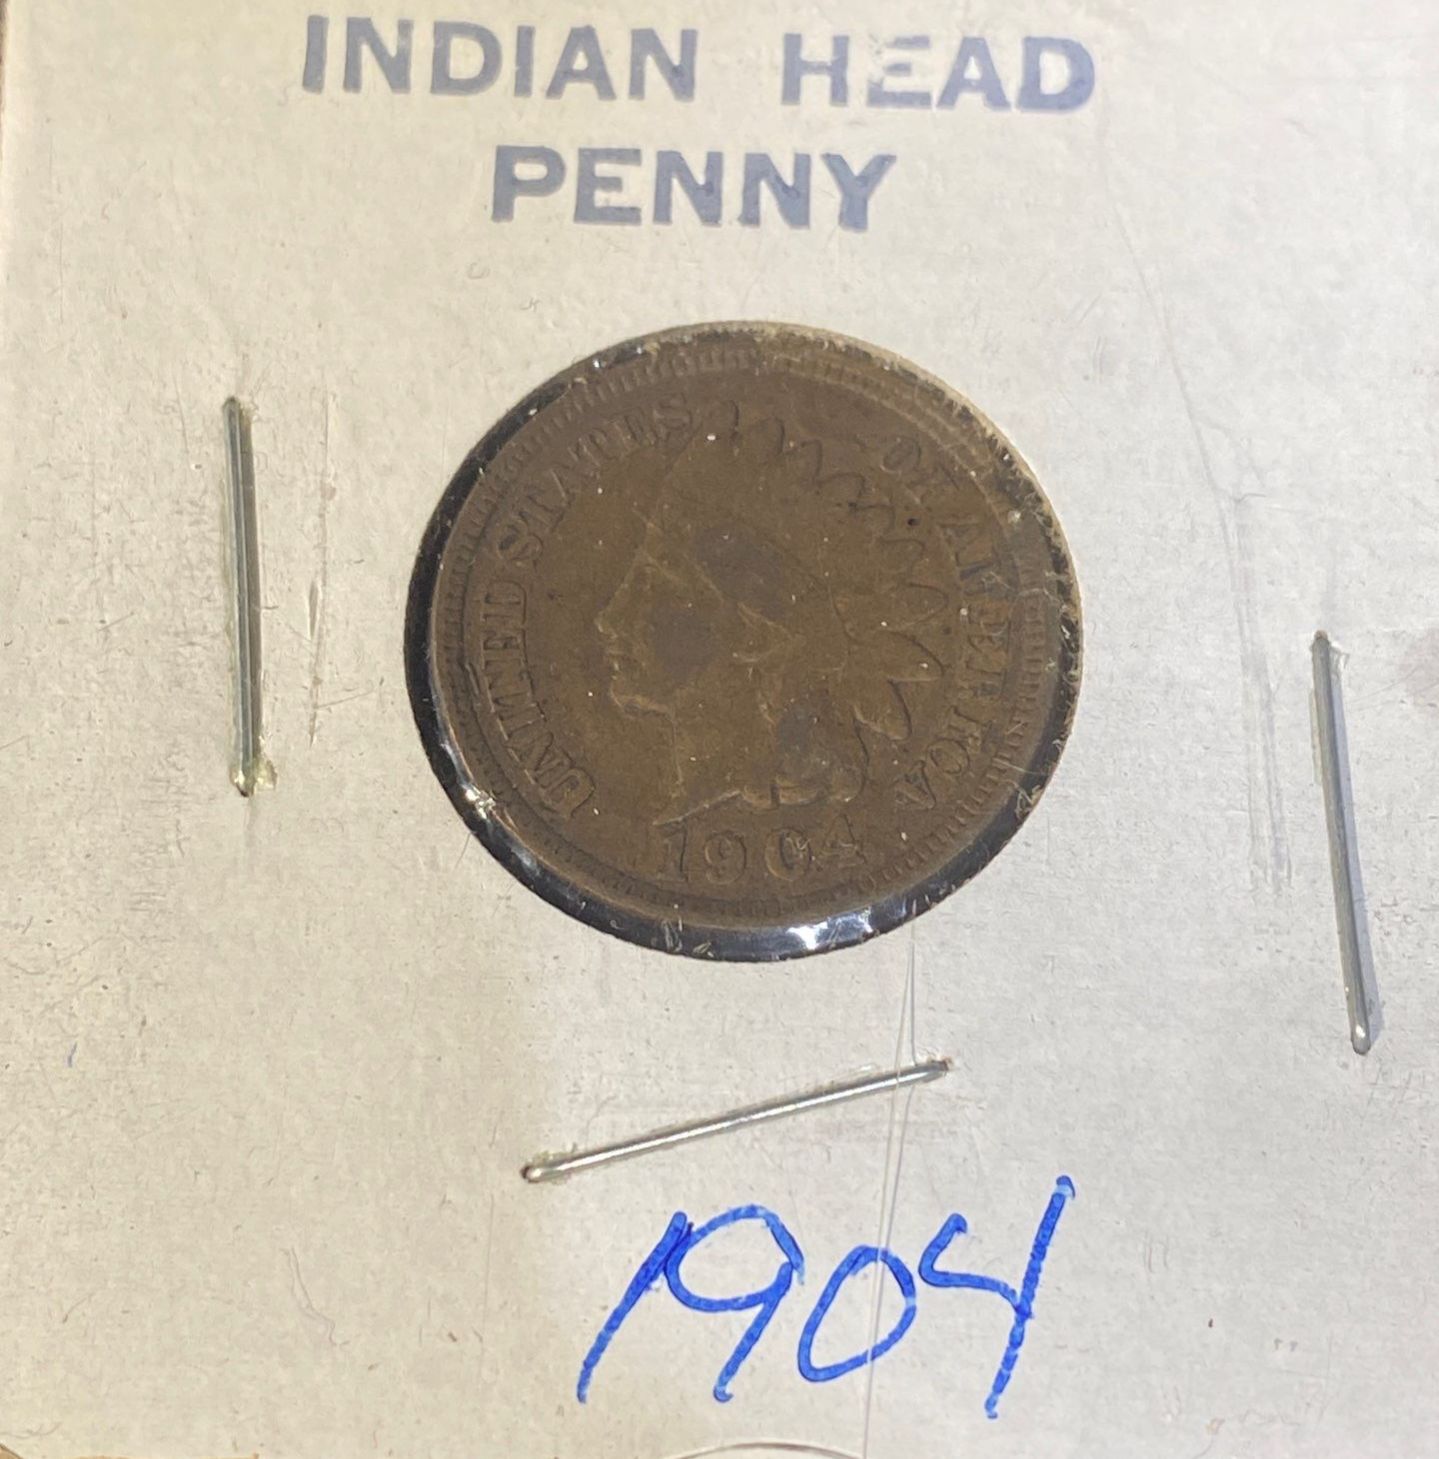 INDIAN HEAD
PENNY
UNITED STATES OF AMERICA
1904
1904